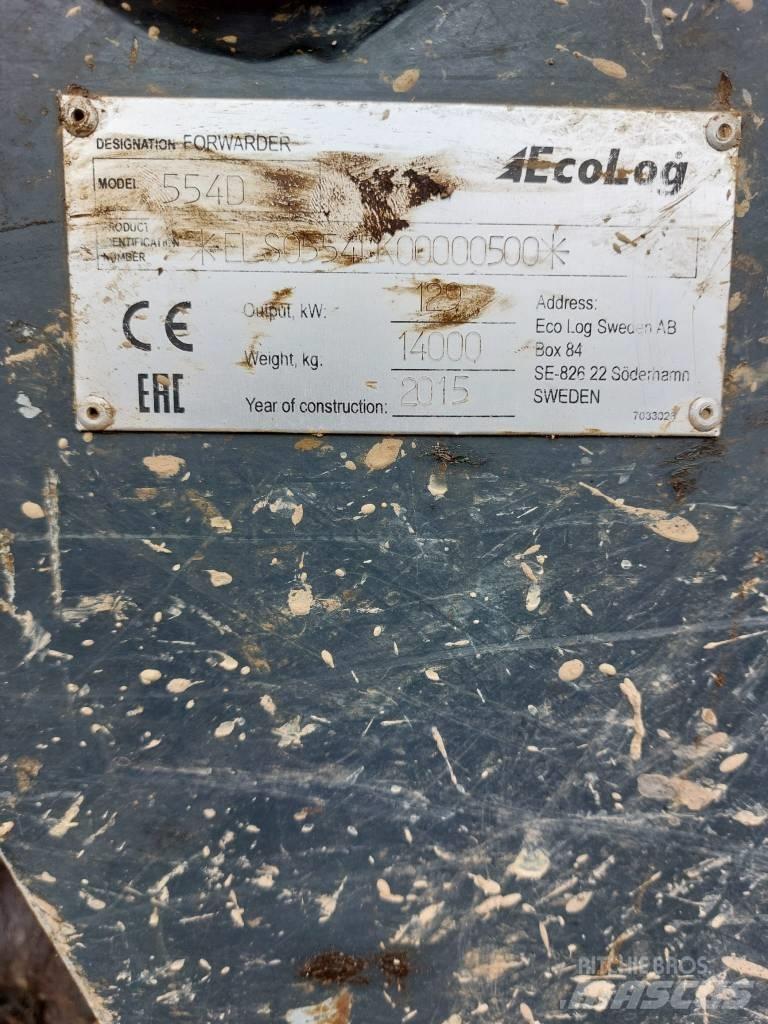 DESIGNATION FORWARDER
EcoLog
MODEL 554D
PRODUCT
IDENTIFICATION
NUMBER
CE
Output, kW: 129
Weight, kg. 14000
EAC
Year of construction: 2015
Address:
Eco Log Sweden AB
Box 84
SE-826 22 Söderhamn
SWEDEN
RITCHIE BROS
MASCUS